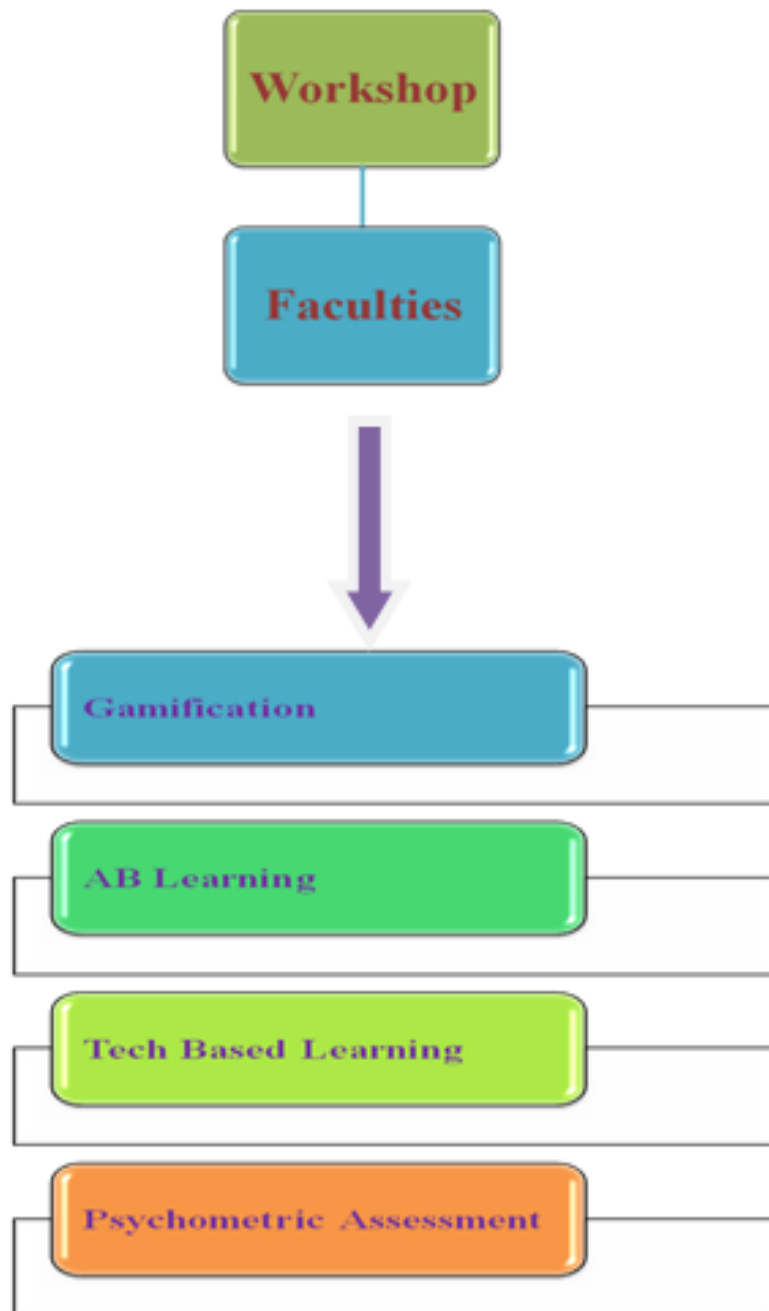 Workshop
Faculties
Gamification
AB Learning
Tech Based Learning
Psychometric Assessment